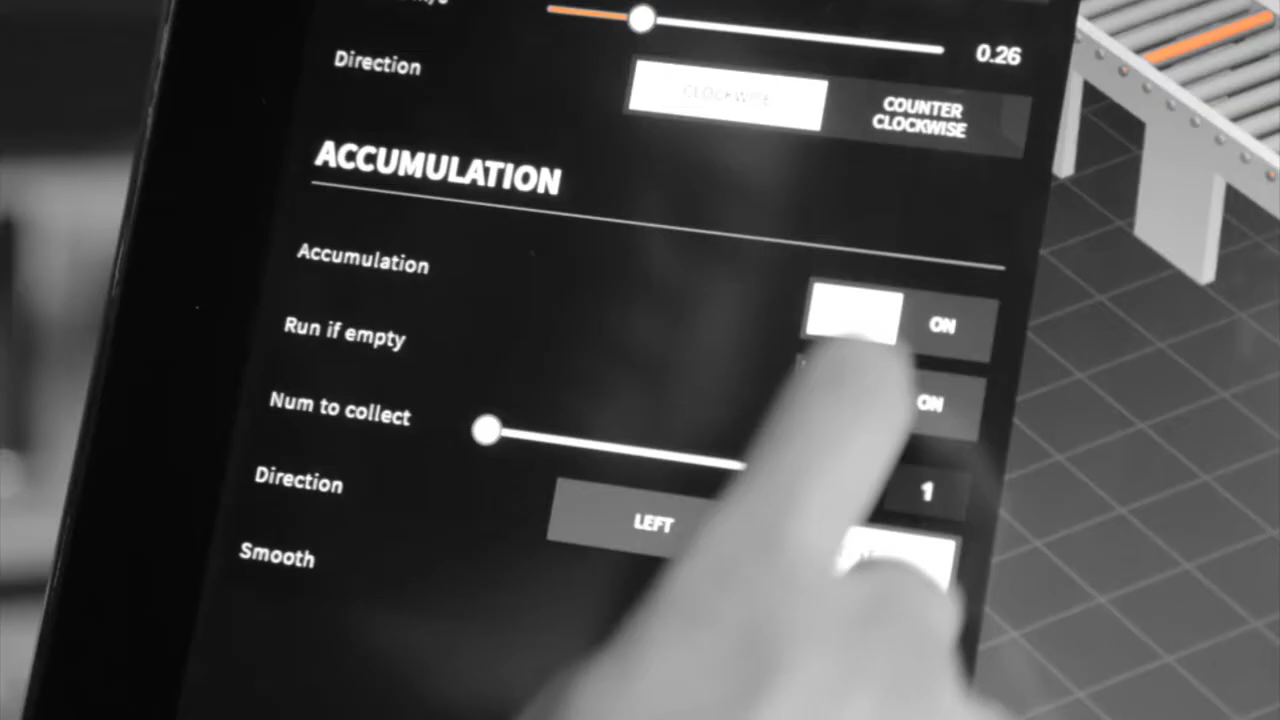 0.26
Direction
CLOCKWISE
COUNTER
CLOCKWISE
ACCUMULATION
Accumulation
ON
Run if empty
ON
Num to collect
1
Direction
LEFT
Smooth